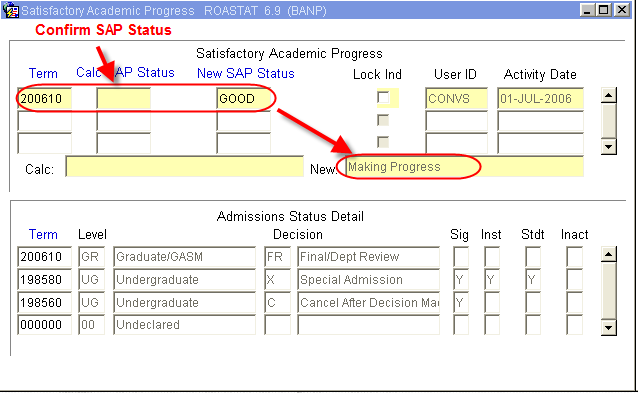 Satisfactory Academic Progress ROASTAT 6.9 (BANP)
Confirm SAP Status
Satisfactory Academic Progress
Term Calc AP Status New SAP Status Lock Ind User ID Activity Date
200610 GOOD CONVS 01-JUL-2006
Calc: New: Making Progress
Admissions Status Detail
Term Level Decision Sig Inst Stdt Inact
200610 GR Graduate/GASM FR Final/Dept Review
198580 UG Undergraduate X Special Admission Y Y Y
198560 UG Undergraduate C Cancel After Decision Mad Y
000000 00 Undeclared